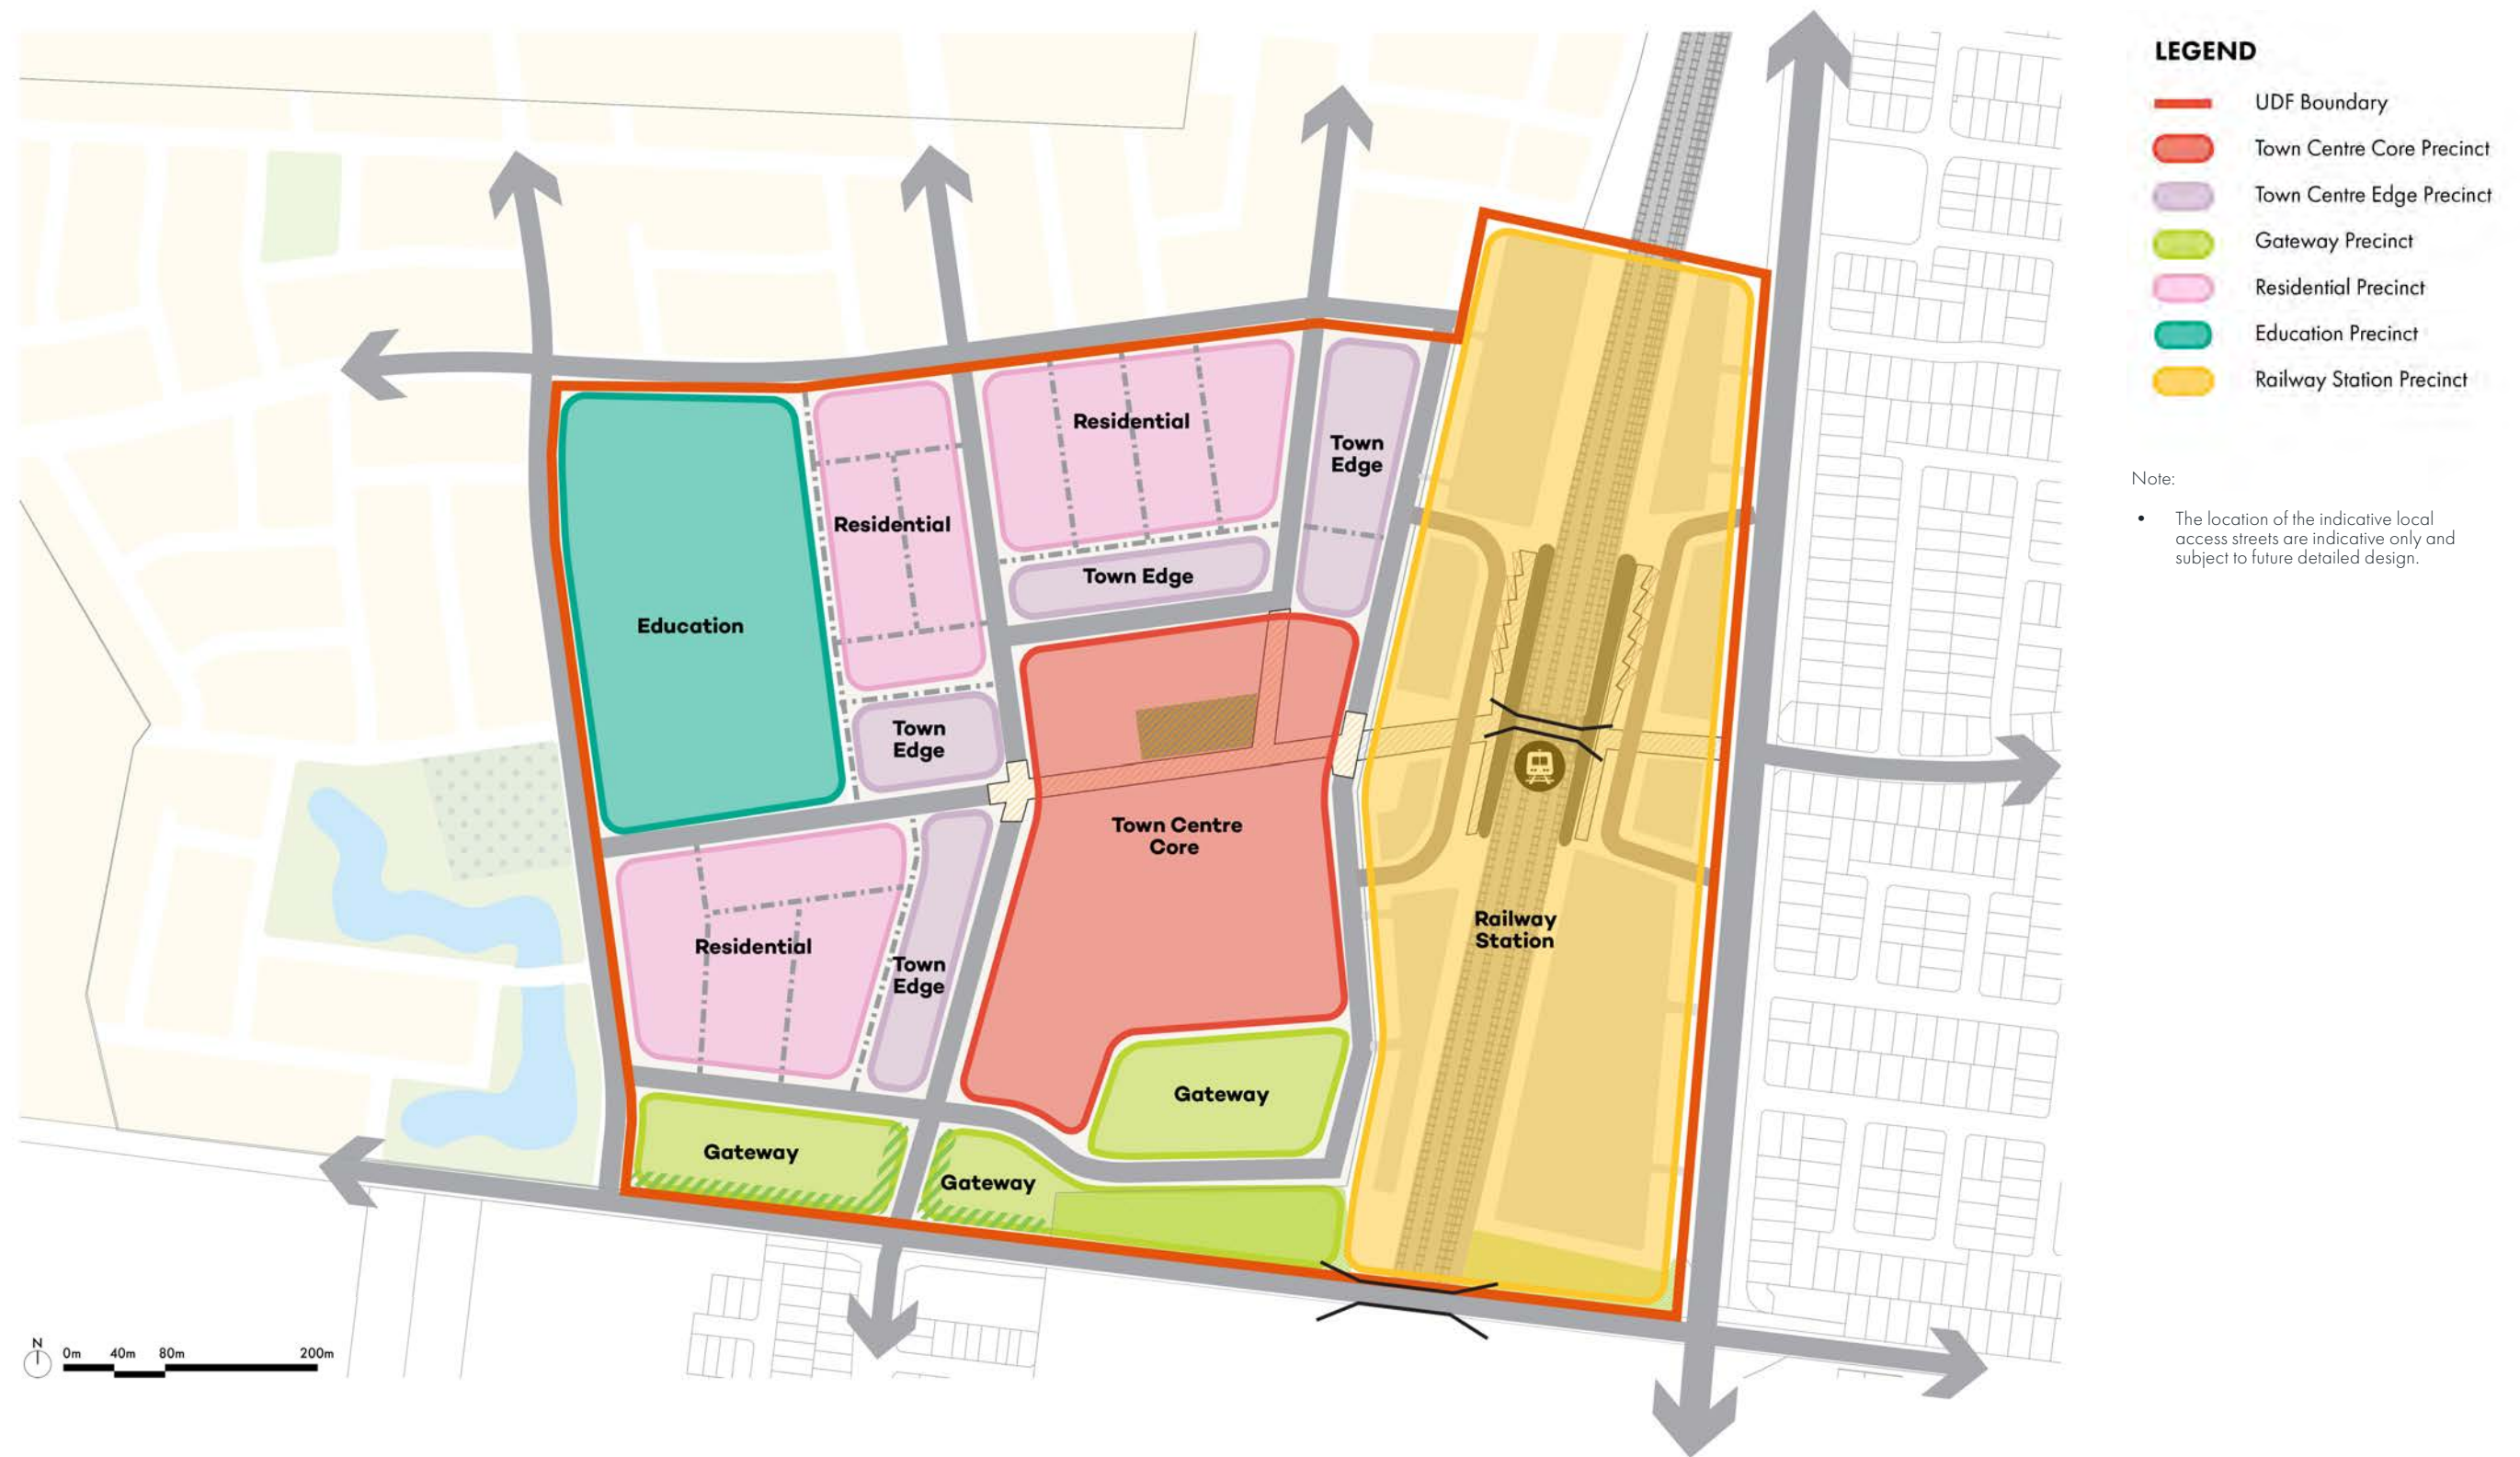 LEGEND
UDF Boundary
Town Centre Core Precinct
Town Centre Edge Precinct
Gateway Precinct
Residential Precinct
Education Precinct
Railway Station Precinct
Note:
• The location of the indicative local
access streets are indicative only and
subject to future detailed design.
Residential
Town
Edge
Residential
Town Edge
Education
Town
Edge
Town Centre
Core
Railway
Station
Residential
Town
Edge
Gateway
Gateway
Gateway
N
0m 40m 80m 200m